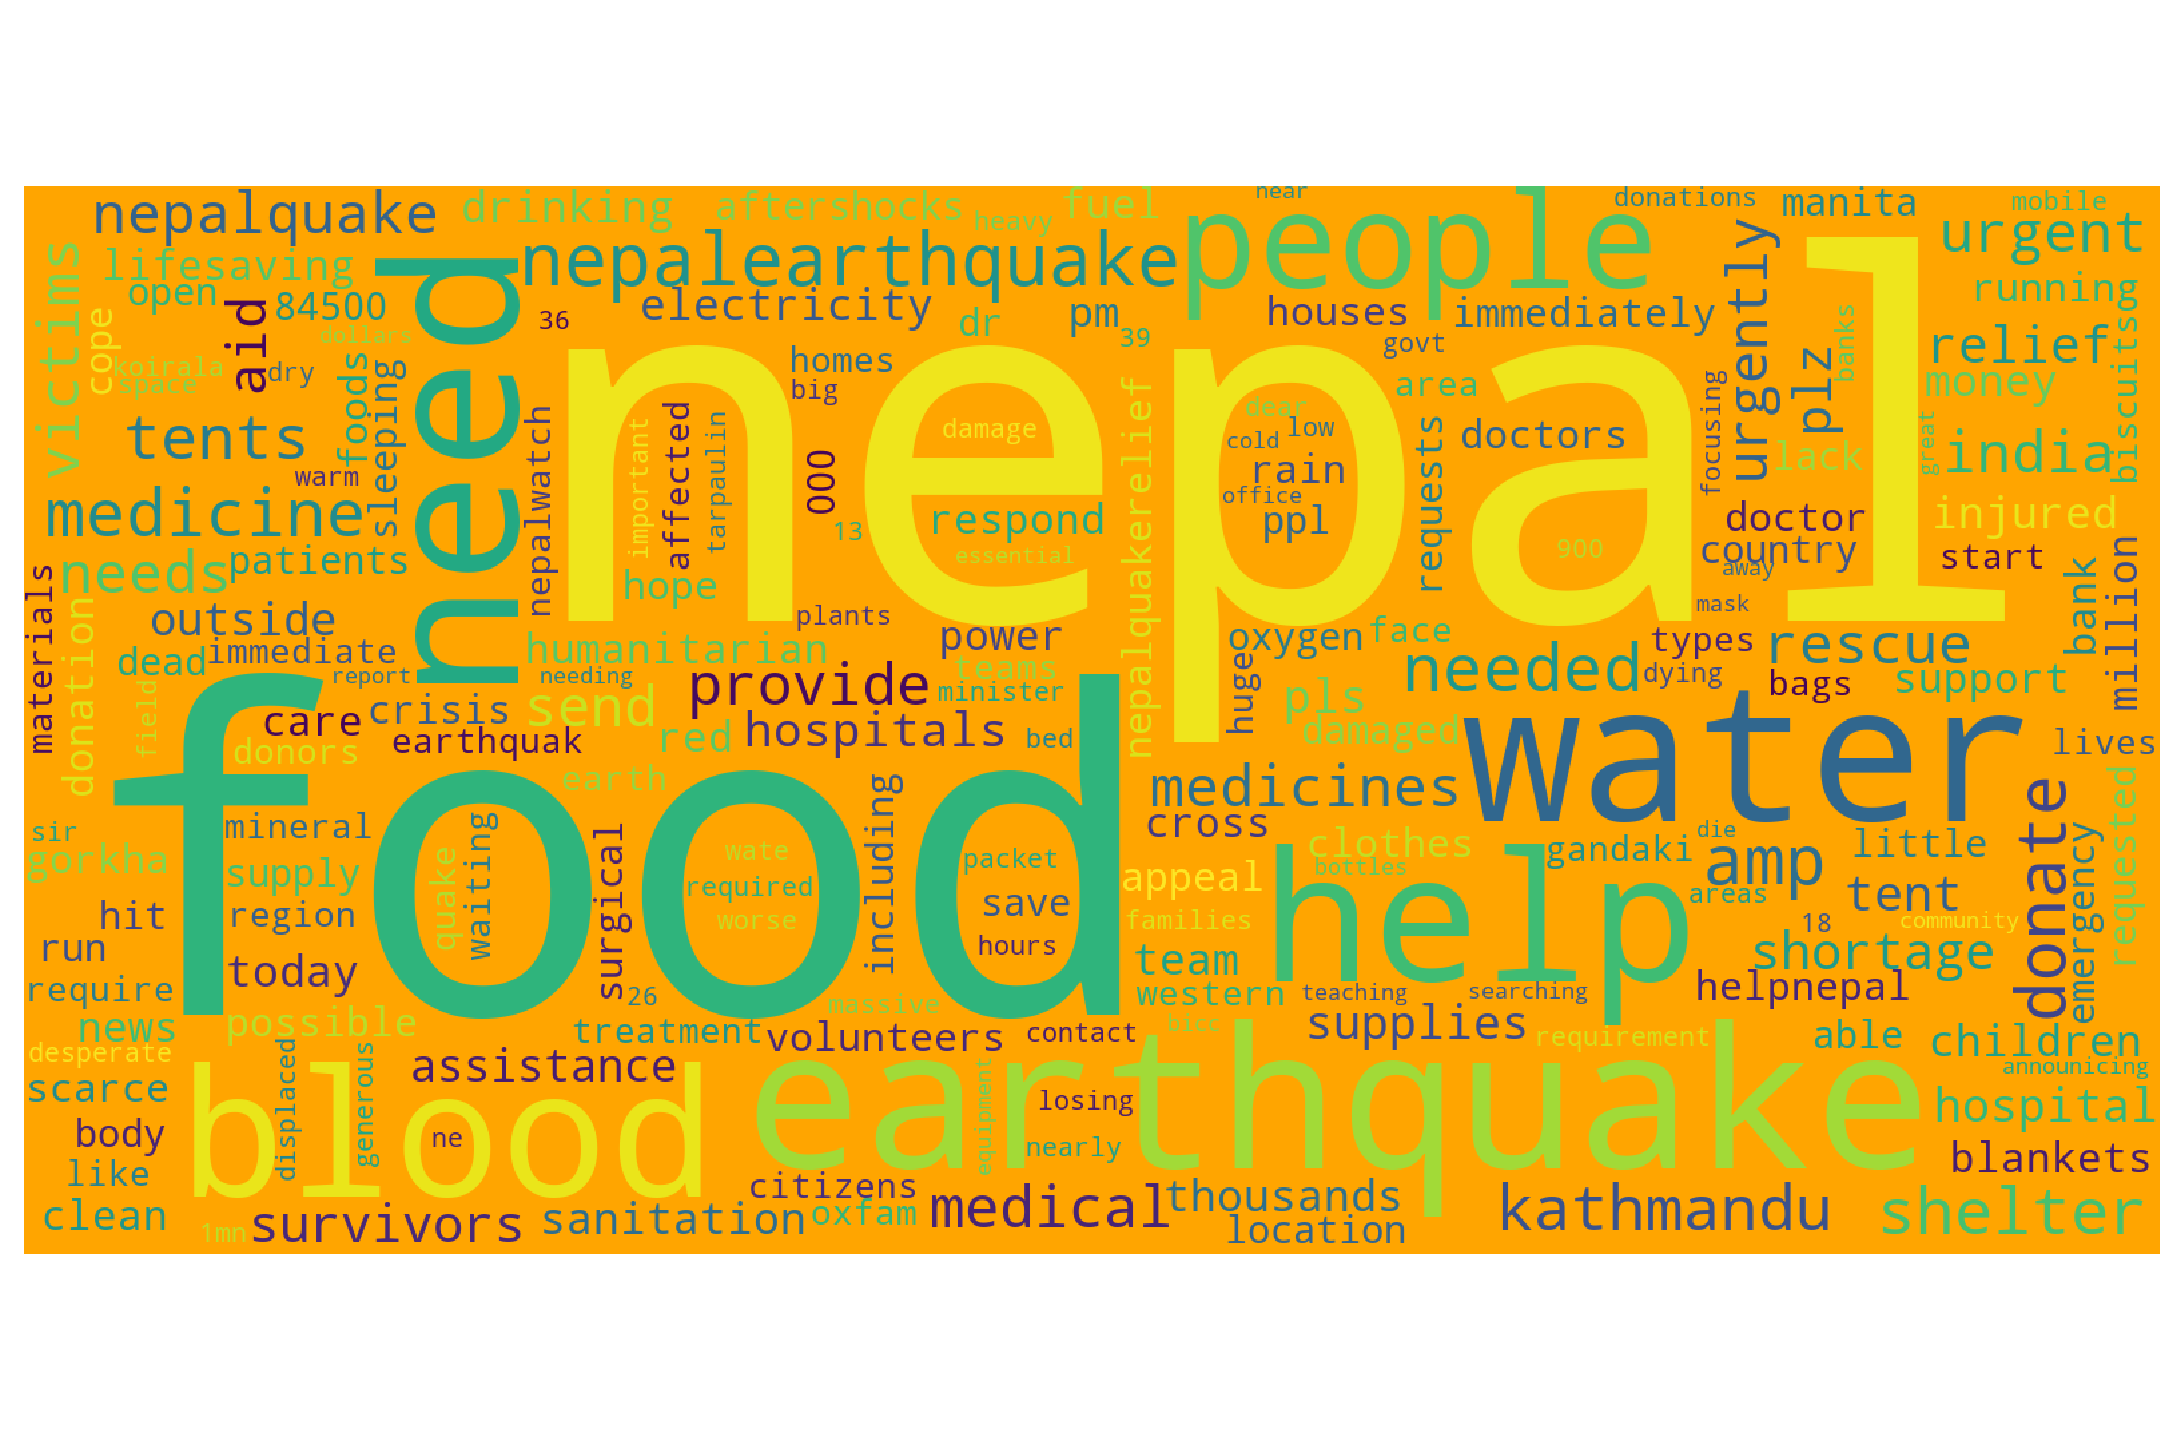 nepalquake
drinking
aftershocks
heavy
fuel
near
people
donations
manita
mobile
urgent
victims
lifesaving
open
84500
need
nepalearthquake
electricity
dr
pm
39
houses
immediately
urgently
running
cope
aid
dollars
koirala
space
dry
foods
sleeping
36
homes
big
nepal
govt
area
plz
banks
relief
money
biscuitso
tents
warm
nepalwatch
important
affected
tarpaulin
000
damage
nepalquakerelief
dear
cold
low
rain
office
ppl
requests
doctors
focusing
lack
great
india
medicine
13
respond
essential
900
doctor
country
away
injured
start
needs
patients
hope
plants
mask
materials
donation
outside
immediate
dead
report
humanitarian
needing
power
teams
minister
oxygen
face
types
rescue
bank
million
field
care
crisis
send
provide
huge
pls
needed
dying
bags
support
donors
earthquak
red
hospitals
bed
damaged
water
lives
food
earth
medicines
cross
sir
gorkha
mineral
supply
quake
waiting
surgical
wate
required
worse
including
packet
save
hours
appeal
families
clothes
bottles
help
gandaki
die
amp
areas
little
tent
donate
emergency
requested
hit
region
run
today
team
18
community
shortage
require
26
massive
western
teaching
searching
helpnepal
news
possible
treatment
volunteers
contact
bicc
supplies
requirement
able
children
desperate
displaced
generous
assistance
earthquake
announicing
scarce
blood
equipment
losing
hospital
body
ne
nearly
like
citizens
blankets
clean
1mn
survivors
sanitation
oxfam
medical
thousands
location
kathmandu
shelter